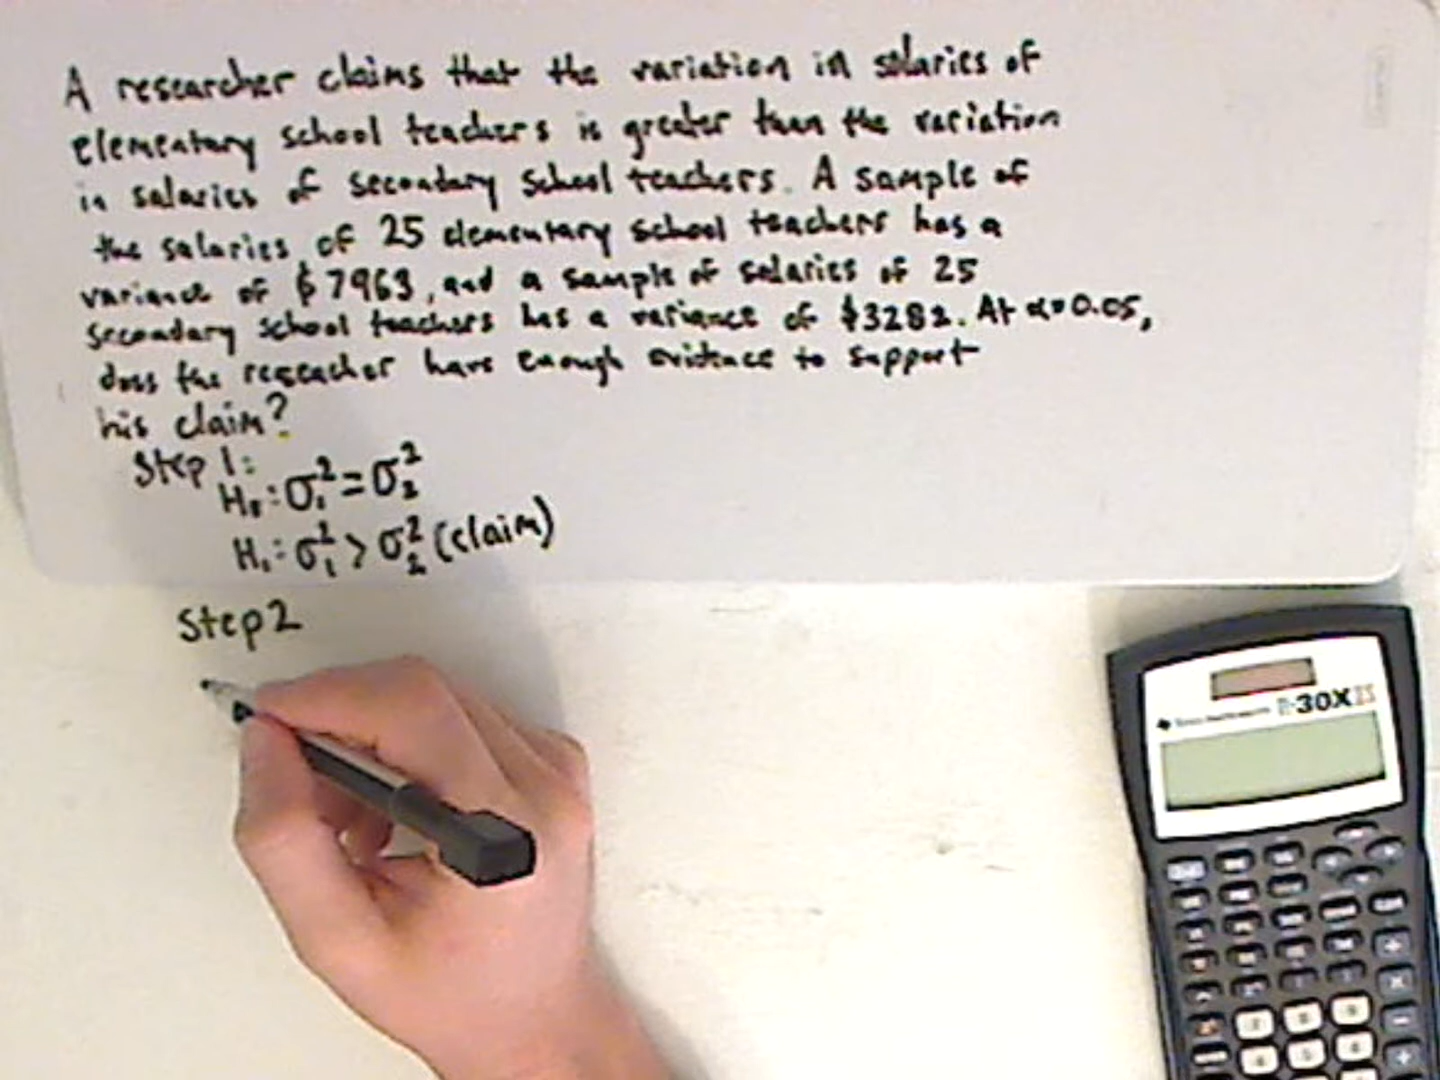 A researcher claims that the variation in salaries of
elementary school teachers is greater than the variation
in salaries of secondary school teachers. A sample of
the salaries of 25 elementary school teachers has a
variance of $7963, and a sample of salaries of 25
secondary school teachers has a variance of $3282. At α=0.05,
does the reseacher have enough evidence to support
his claim?
Step 1:
H₀: σ₁² = σ₂²
H₁: σ₁² > σ₂² (claim)
Step 2
TI-30X IIS